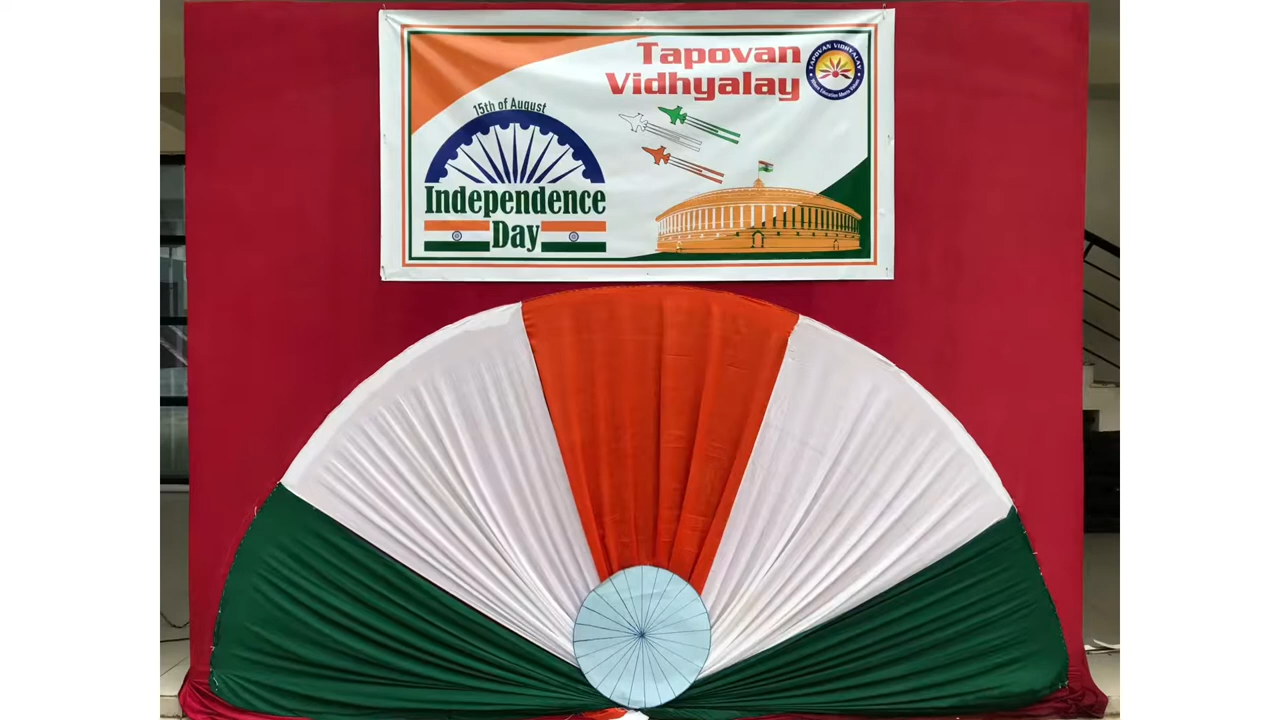 Tapovan
Vidhyalay
TAPOVAN VIDHYALAY
15th of August
Independence
Day